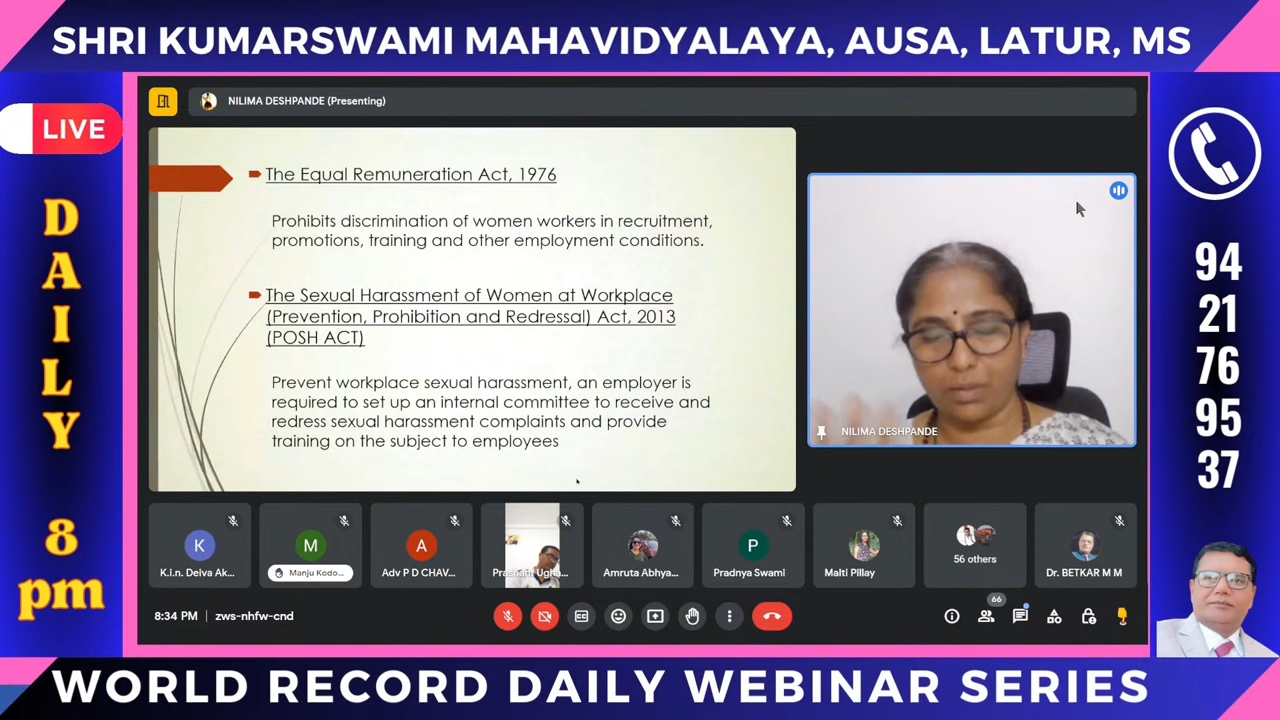 SHRI KUMARSWAMI MAHAVIDYALAYA, AUSA, LATUR, MS
LIVE
DAILY
8
pm
NILIMA DESHPANDE (Presenting)
The Equal Remuneration Act, 1976
Prohibits discrimination of women workers in recruitment,
promotions, training and other employment conditions.
The Sexual Harassment of Women at Workplace
(Prevention, Prohibition and Redressal) Act, 2013
(POSH ACT)
Prevent workplace sexual harassment, an employer is
required to set up an internal committee to receive and
redress sexual harassment complaints and provide
training on the subject to employees
NILIMA DESHPANDE
94
21
76
95
37
K
K.i.n. Deiva Ak...
M
Manju Kodo...
A
Adv P D CHAV...
Prashant Ugha...
Amruta Abhya...
P
Pradnya Swami
Malti Pillay
56 others
Dr. BETKAR M M
8:34 PM | zws-nhfw-cnd
66
WORLD RECORD DAILY WEBINAR SERIES